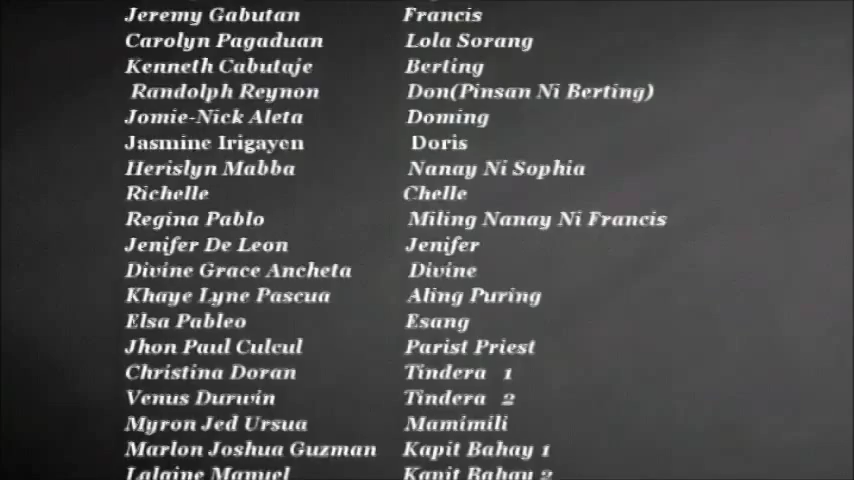 Jeremy Gabutan Francis
Carolyn Pagaduan Lola Sorang
Kenneth Cabutaje Berting
Randolph Reynon Don(Pinsan Ni Berting)
Jomie-Nick Aleta Doming
Jasmine Irigayen Doris
Herislyn Mabba Nanay Ni Sophia
Richelle Chelle
Regina Pablo Miling Nanay Ni Francis
Jenifer De Leon Jenifer
Divine Grace Ancheta Divine
Khaye Lyne Pascua Aling Puring
Elsa Pableo Esang
Jhon Paul Culcul Parist Priest
Christina Doran Tindera 1
Venus Durwin Tindera 2
Myron Jed Ursua Mamimili
Marlon Joshua Guzman Kapit Bahay 1
Lalaine Manuel Kapit Bahay 2